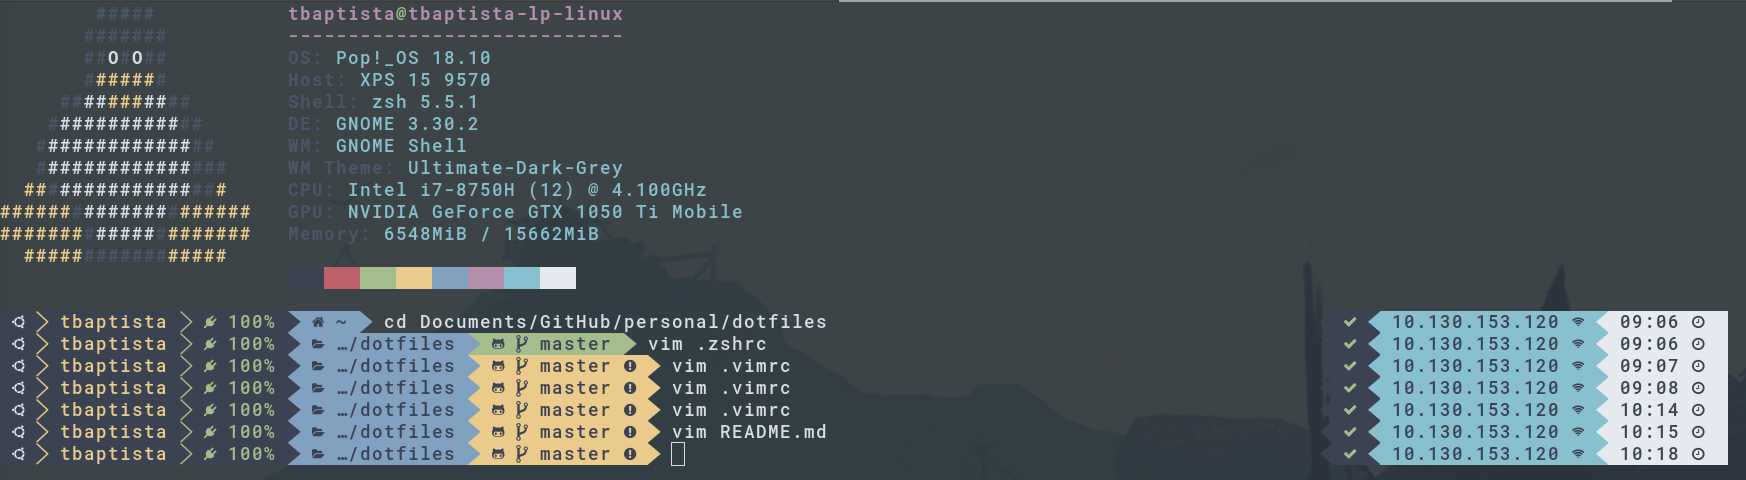 tbaptista@tbaptista-lp-linux
---------------------------
OS: Pop!_OS 18.10
Host: XPS 15 9570
Shell: zsh 5.5.1
DE: GNOME 3.30.2
WM: GNOME Shell
WM Theme: Ultimate-Dark-Grey
CPU: Intel i7-8750H (12) @ 4.100GHz
GPU: NVIDIA GeForce GTX 1050 Ti Mobile
Memory: 6548MiB / 15662MiB
tbaptista 100% ~ cd Documents/GitHub/personal/dotfiles 10.130.153.120 09:06
tbaptista 100% …/dotfiles master vim .zshrc 10.130.153.120 09:06
tbaptista 100% …/dotfiles master vim .vimrc 10.130.153.120 09:07
tbaptista 100% …/dotfiles master vim .vimrc 10.130.153.120 09:08
tbaptista 100% …/dotfiles master vim .vimrc 10.130.153.120 10:14
tbaptista 100% …/dotfiles master vim README.md 10.130.153.120 10:15
tbaptista 100% …/dotfiles master 10.130.153.120 10:18